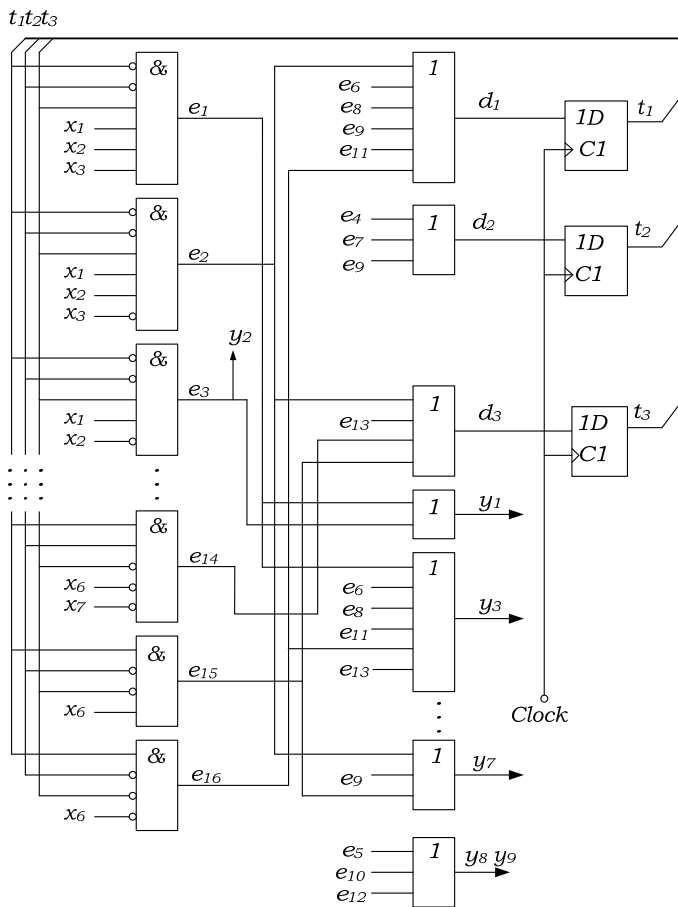 t1t2t3
&
x1
x2
x3
e1
&
x1
x2
x3
e2
&
x1
x2
e3
y2
&
x6
x7
e14
&
x6
e15
&
x6
e16
1
e6
e8
e9
e11
d1
1D
C1
t1
1
e4
e7
e9
d2
1D
C1
t2
1
e13
d3
1D
C1
t3
1
y1
1
e6
e8
e11
e13
y3
Clock
1
e9
y7
1
e5
e10
e12
y8 y9